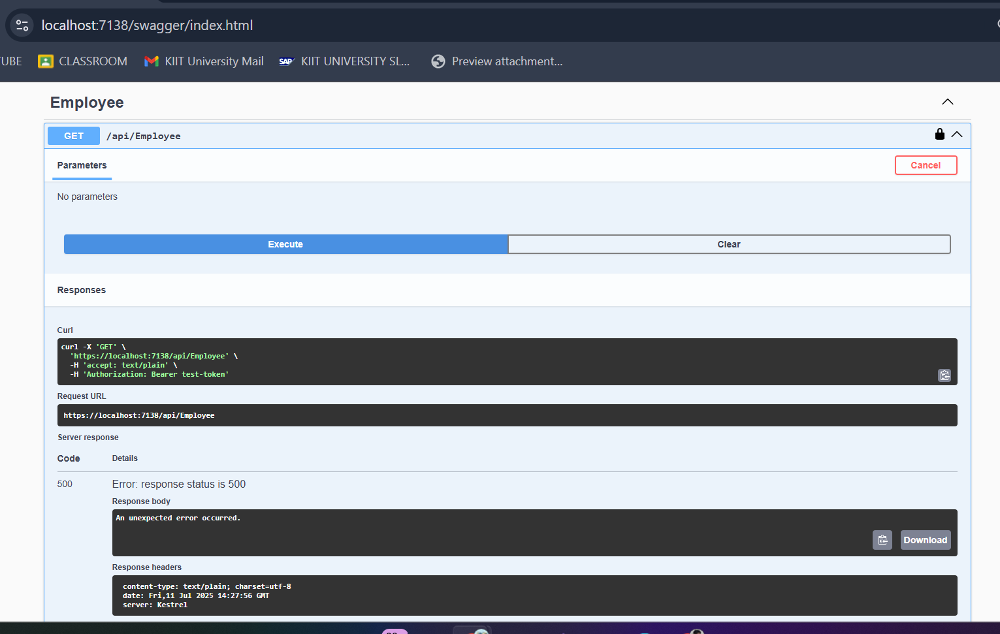 localhost:7138/swagger/index.html
UBE CLASSROOM KIIT University Mail SAP KIIT UNIVERSITY SL... Preview attachment...
Employee
GET /api/Employee
Parameters
Cancel
No parameters
Execute
Clear
Responses
Curl
curl -X 'GET' \
'https://localhost:7138/api/Employee' \
-H 'accept: text/plain' \
-H 'Authorization: Bearer test-token'
Request URL
https://localhost:7138/api/Employee
Server response
Code Details
500 Error: response status is 500
Response body
An unexpected error occurred.
Download
Response headers
content-type: text/plain; charset=utf-8
date: Fri,11 Jul 2025 14:27:56 GMT
server: Kestrel